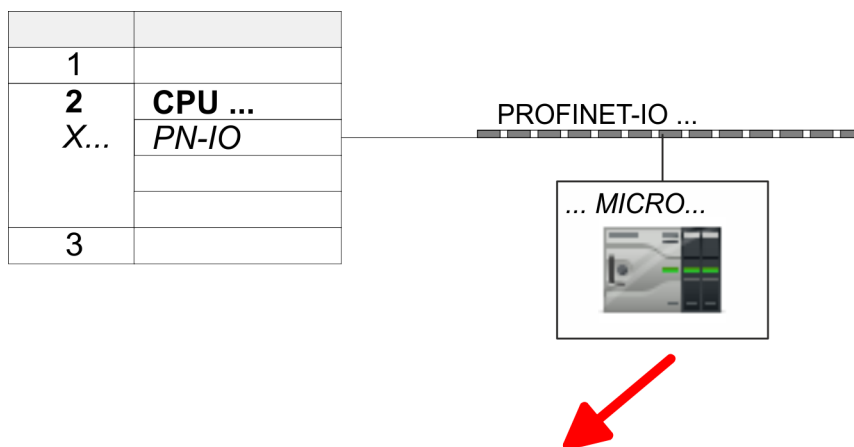 1
2 CPU ...
X... PN-IO
3
PROFINET-IO ...
... MICRO...